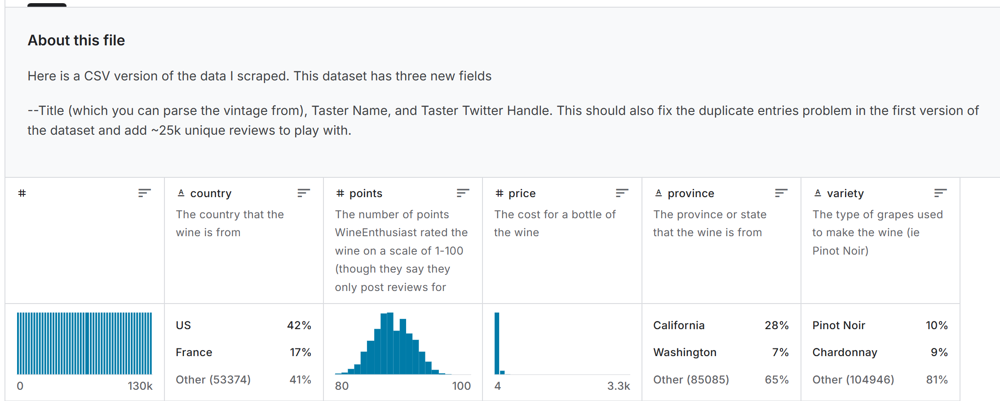 About this file
Here is a CSV version of the data I scraped. This dataset has three new fields
--Title (which you can parse the vintage from), Taster Name, and Taster Twitter Handle. This should also fix the duplicate entries problem in the first version of
the dataset and add ~25k unique reviews to play with.
#
A country
The country that the
wine is from
# points
The number of points
WineEnthusiast rated the
wine on a scale of 1-100
(though they say they
only post reviews for
# price
The cost for a bottle of
the wine
A province
The province or state
that the wine is from
A variety
The type of grapes used
to make the wine (ie
Pinot Noir)
0 130k
US 42%
France 17%
Other (53374) 41%
80 100
4 3.3k
California 28%
Washington 7%
Other (85085) 65%
Pinot Noir 10%
Chardonnay 9%
Other (104946) 81%